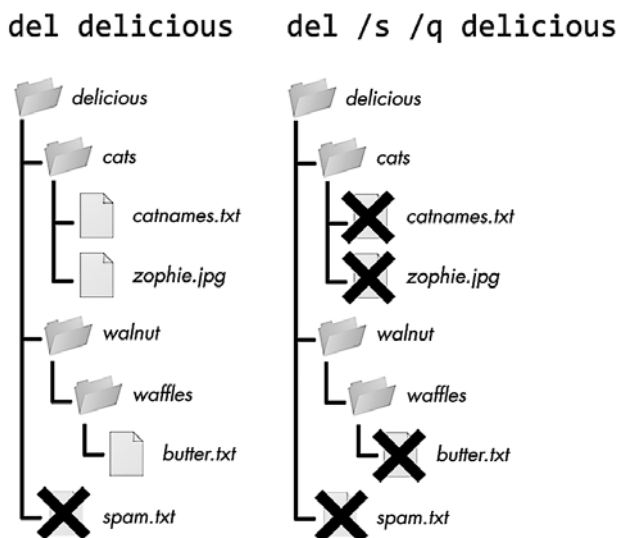 del delicious
delicious
cats
catnames.txt
zophie.jpg
walnut
waffles
butter.txt
spam.txt
del /s /q delicious
delicious
cats
catnames.txt
zophie.jpg
walnut
waffles
butter.txt
spam.txt